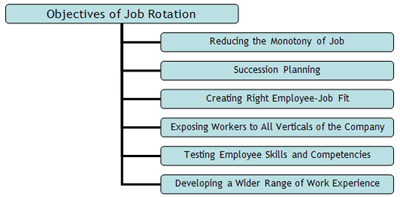 Objectives of Job Rotation
Reducing the Monotony of Job
Succession Planning
Creating Right Employee-Job Fit
Exposing Workers to All Verticals of the Company
Testing Employee Skills and Competencies
Developing a Wider Range of Work Experience